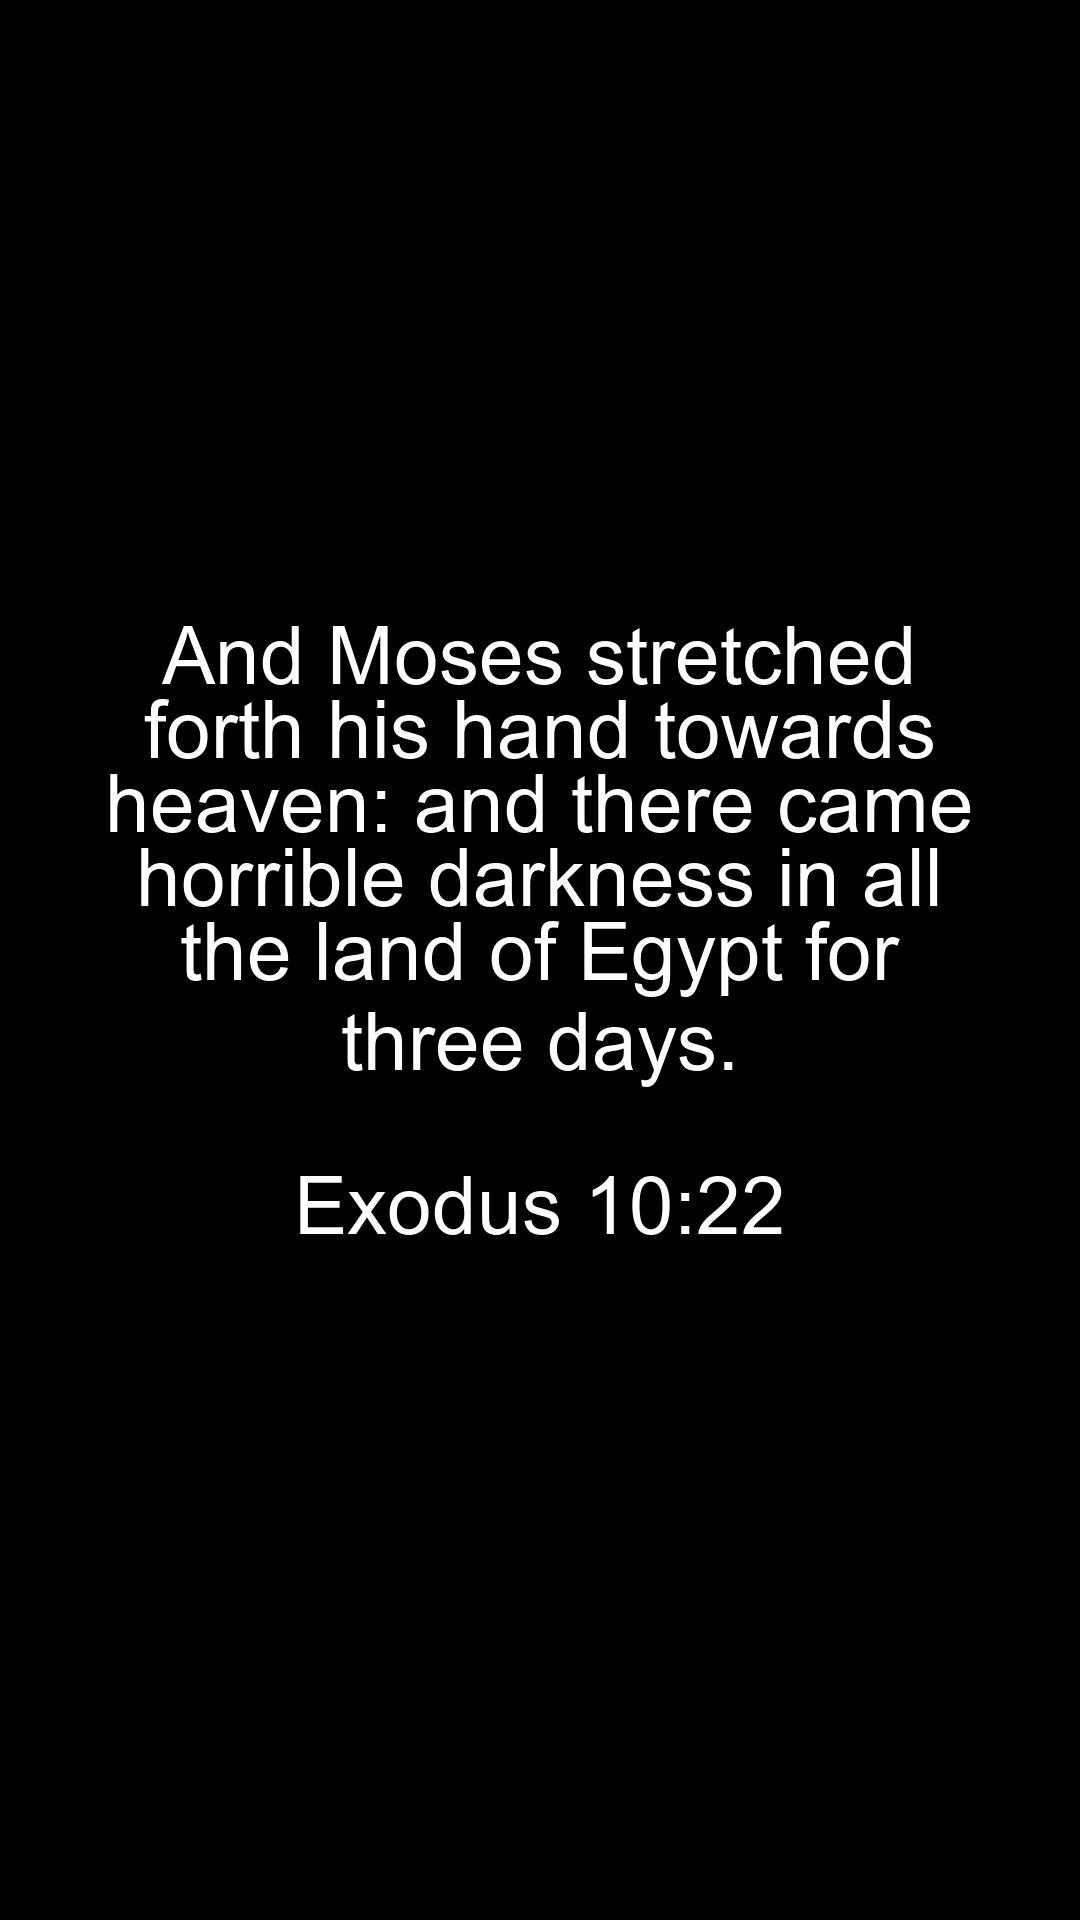 And Moses stretched
forth his hand towards
heaven: and there came
horrible darkness in all
the land of Egypt for
three days.
Exodus 10:22